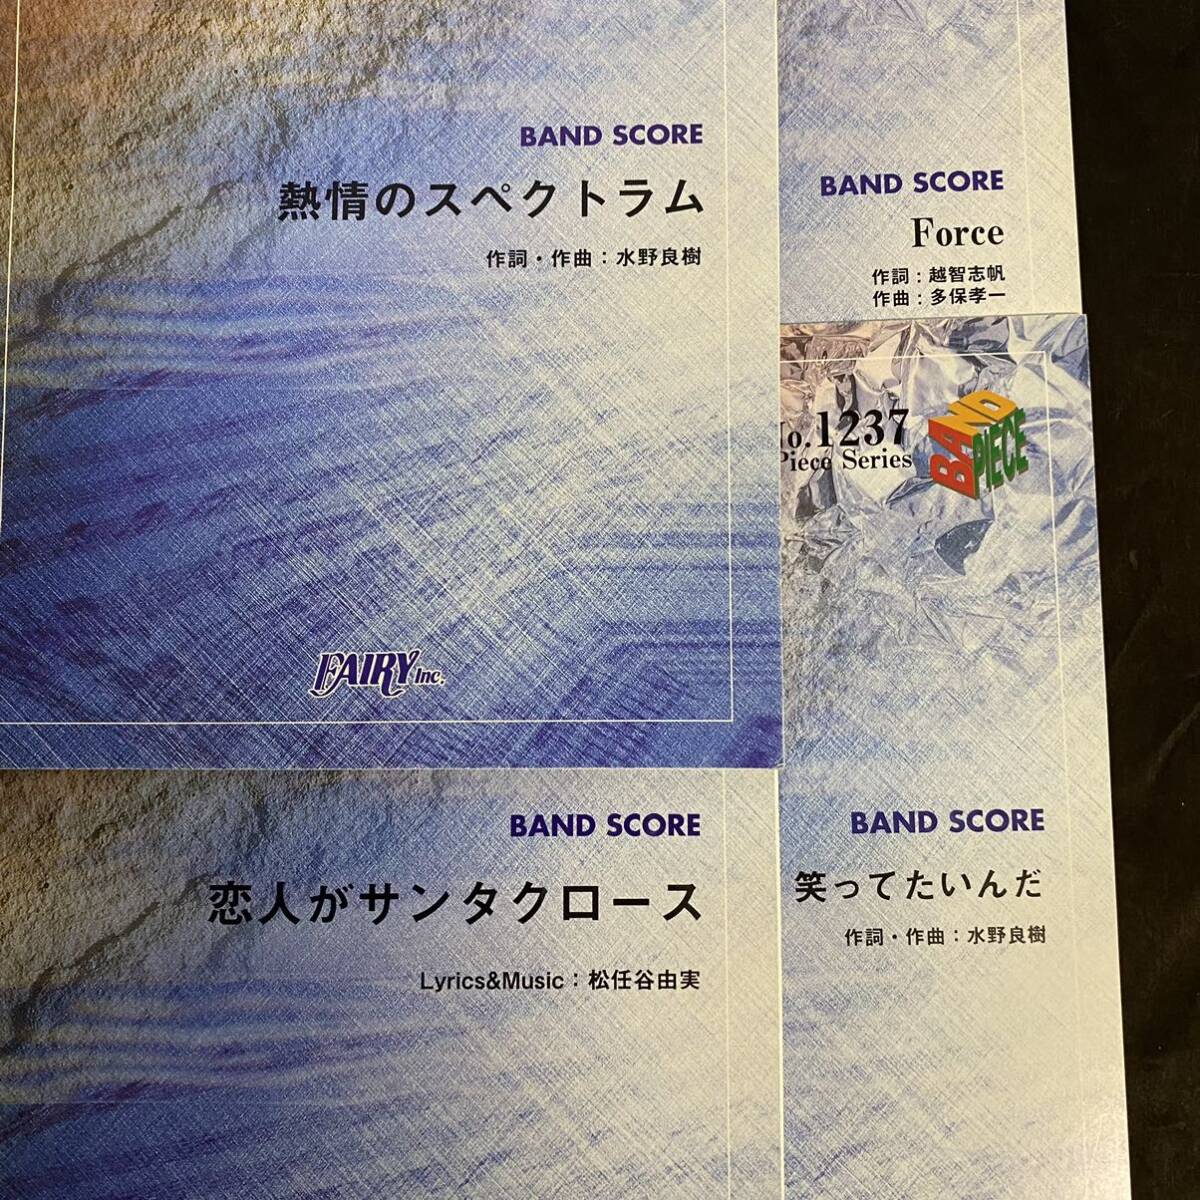 BAND SCORE
熱情のスペクトラム
作詞・作曲：水野良樹
FAIRY Inc.
BAND SCORE
Force
作詞：越智志帆
作曲：多保孝一
No.1237
Piece Series
BAND PIECE
BAND SCORE
笑ってたいんだ
作詞・作曲：水野良樹
BAND SCORE
恋人がサンタクロース
Lyrics&Music：松任谷由実